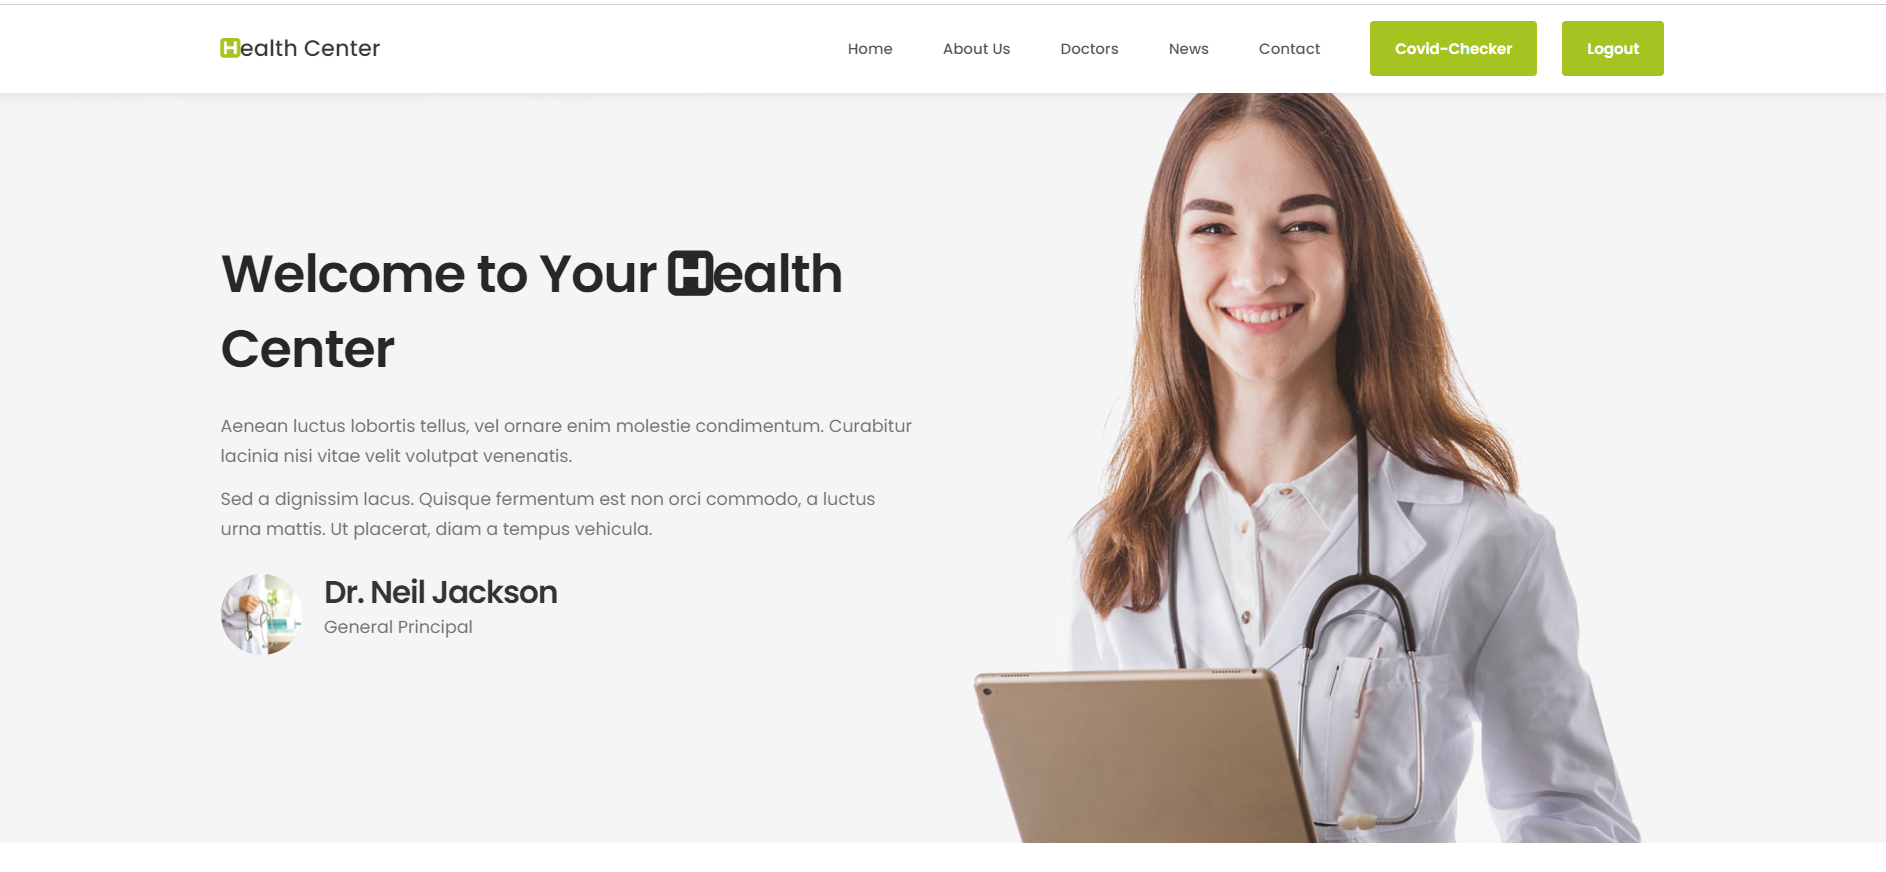 Health Center
Home About Us Doctors News Contact Covid-Checker Logout
Welcome to Your Health
Center
Aenean luctus lobortis tellus, vel ornare enim molestie condimentum. Curabitur
lacinia nisi vitae velit volutpat venenatis.
Sed a dignissim lacus. Quisque fermentum est non orci commodo, a luctus
urna mattis. Ut placerat, diam a tempus vehicula.
Dr. Neil Jackson
General Principal